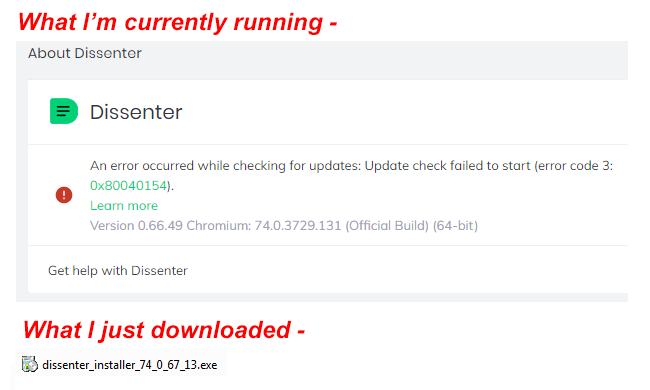 What I’m currently running -
About Dissenter
Dissenter
An error occurred while checking for updates: Update check failed to start (error code 3:
0x80040154).
Learn more
Version 0.66.49 Chromium: 74.0.3729.131 (Official Build) (64-bit)
Get help with Dissenter
What I just downloaded -
dissenter_installer_74_0_67_13.exe